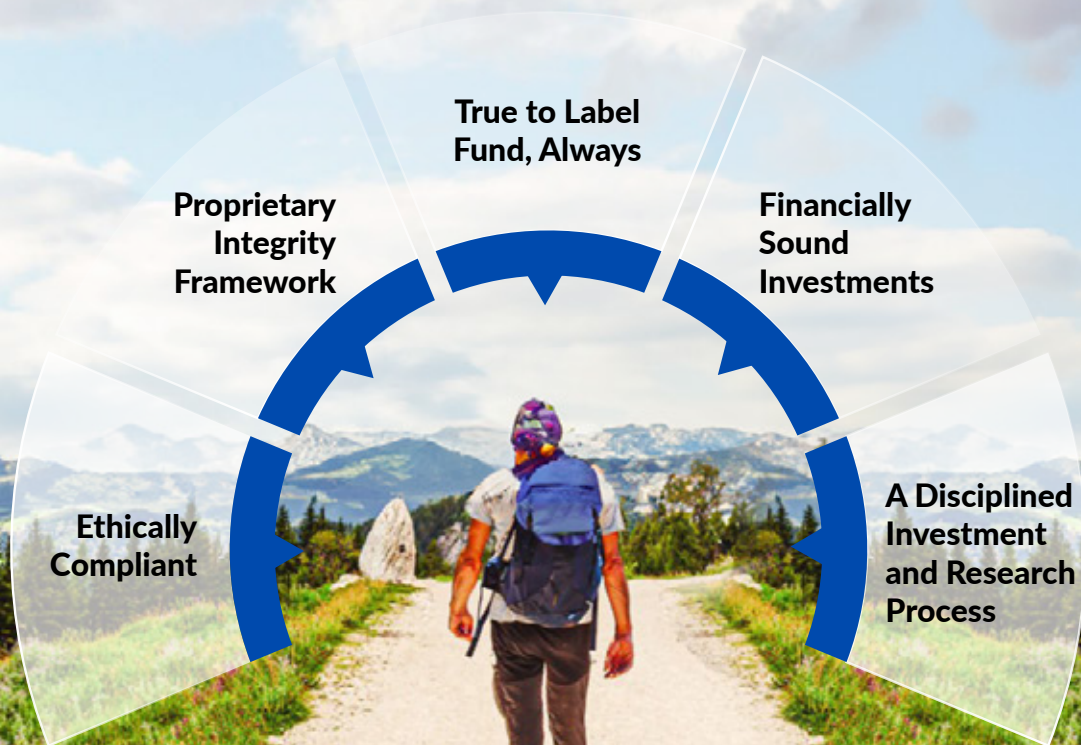 True to Label
Fund, Always
Proprietary
Integrity
Framework
Financially
Sound
Investments
Ethically
Compliant
A Disciplined
Investment
and Research
Process